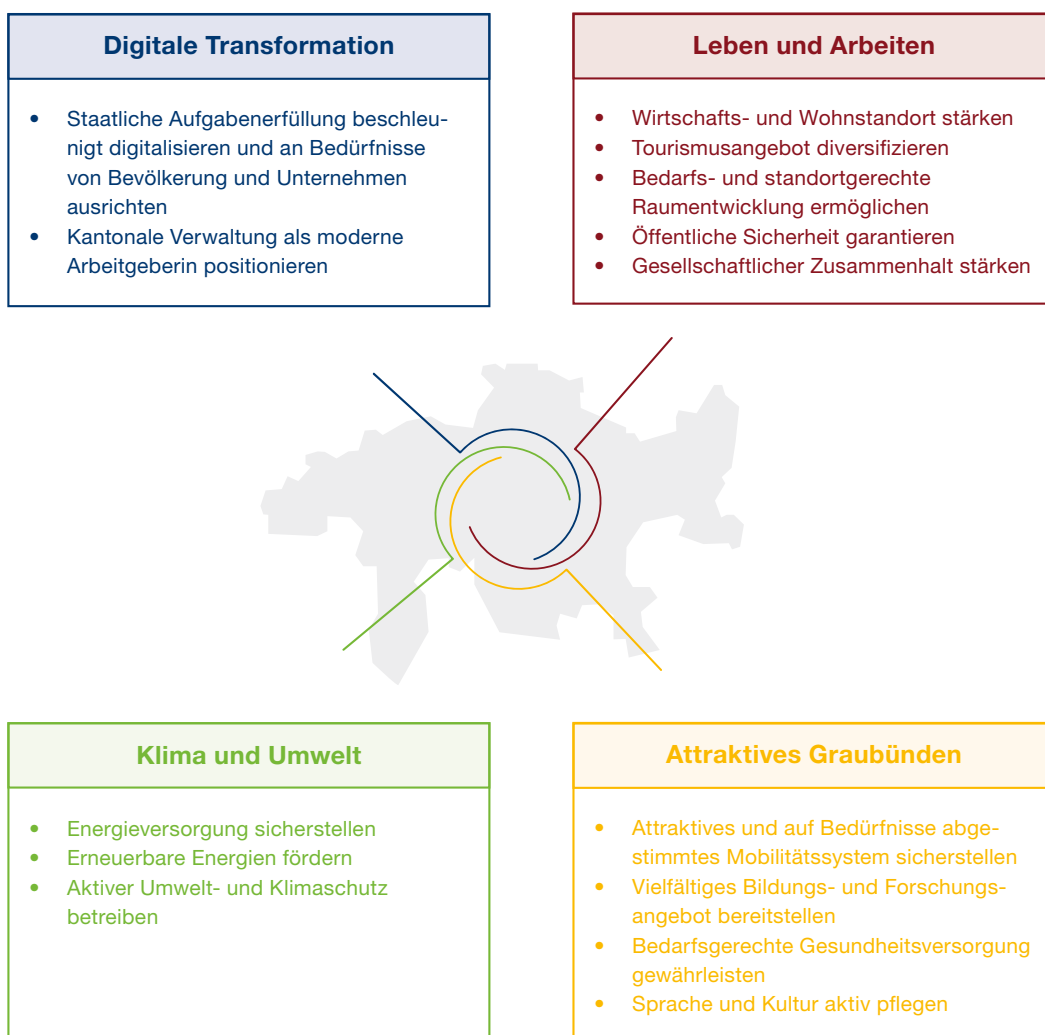 Digitale Transformation
• Staatliche Aufgabenerfüllung beschleu-
nigt digitalisieren und an Bedürfnisse
von Bevölkerung und Unternehmen
ausrichten
• Kantonale Verwaltung als moderne
Arbeitgeberin positionieren
Leben und Arbeiten
• Wirtschafts- und Wohnstandort stärken
• Tourismusangebot diversifizieren
• Bedarfs- und standortgerechte
Raumentwicklung ermöglichen
• Öffentliche Sicherheit garantieren
• Gesellschaftlicher Zusammenhalt stärken
Klima und Umwelt
• Energieversorgung sicherstellen
• Erneuerbare Energien fördern
• Aktiver Umwelt- und Klimaschutz
betreiben
Attraktives Graubünden
• Attraktives und auf Bedürfnisse abge-
stimmtes Mobilitätssystem sicherstellen
• Vielfältiges Bildungs- und Forschungs-
angebot bereitstellen
• Bedarfsgerechte Gesundheitsversorgung
gewährleisten
• Sprache und Kultur aktiv pflegen